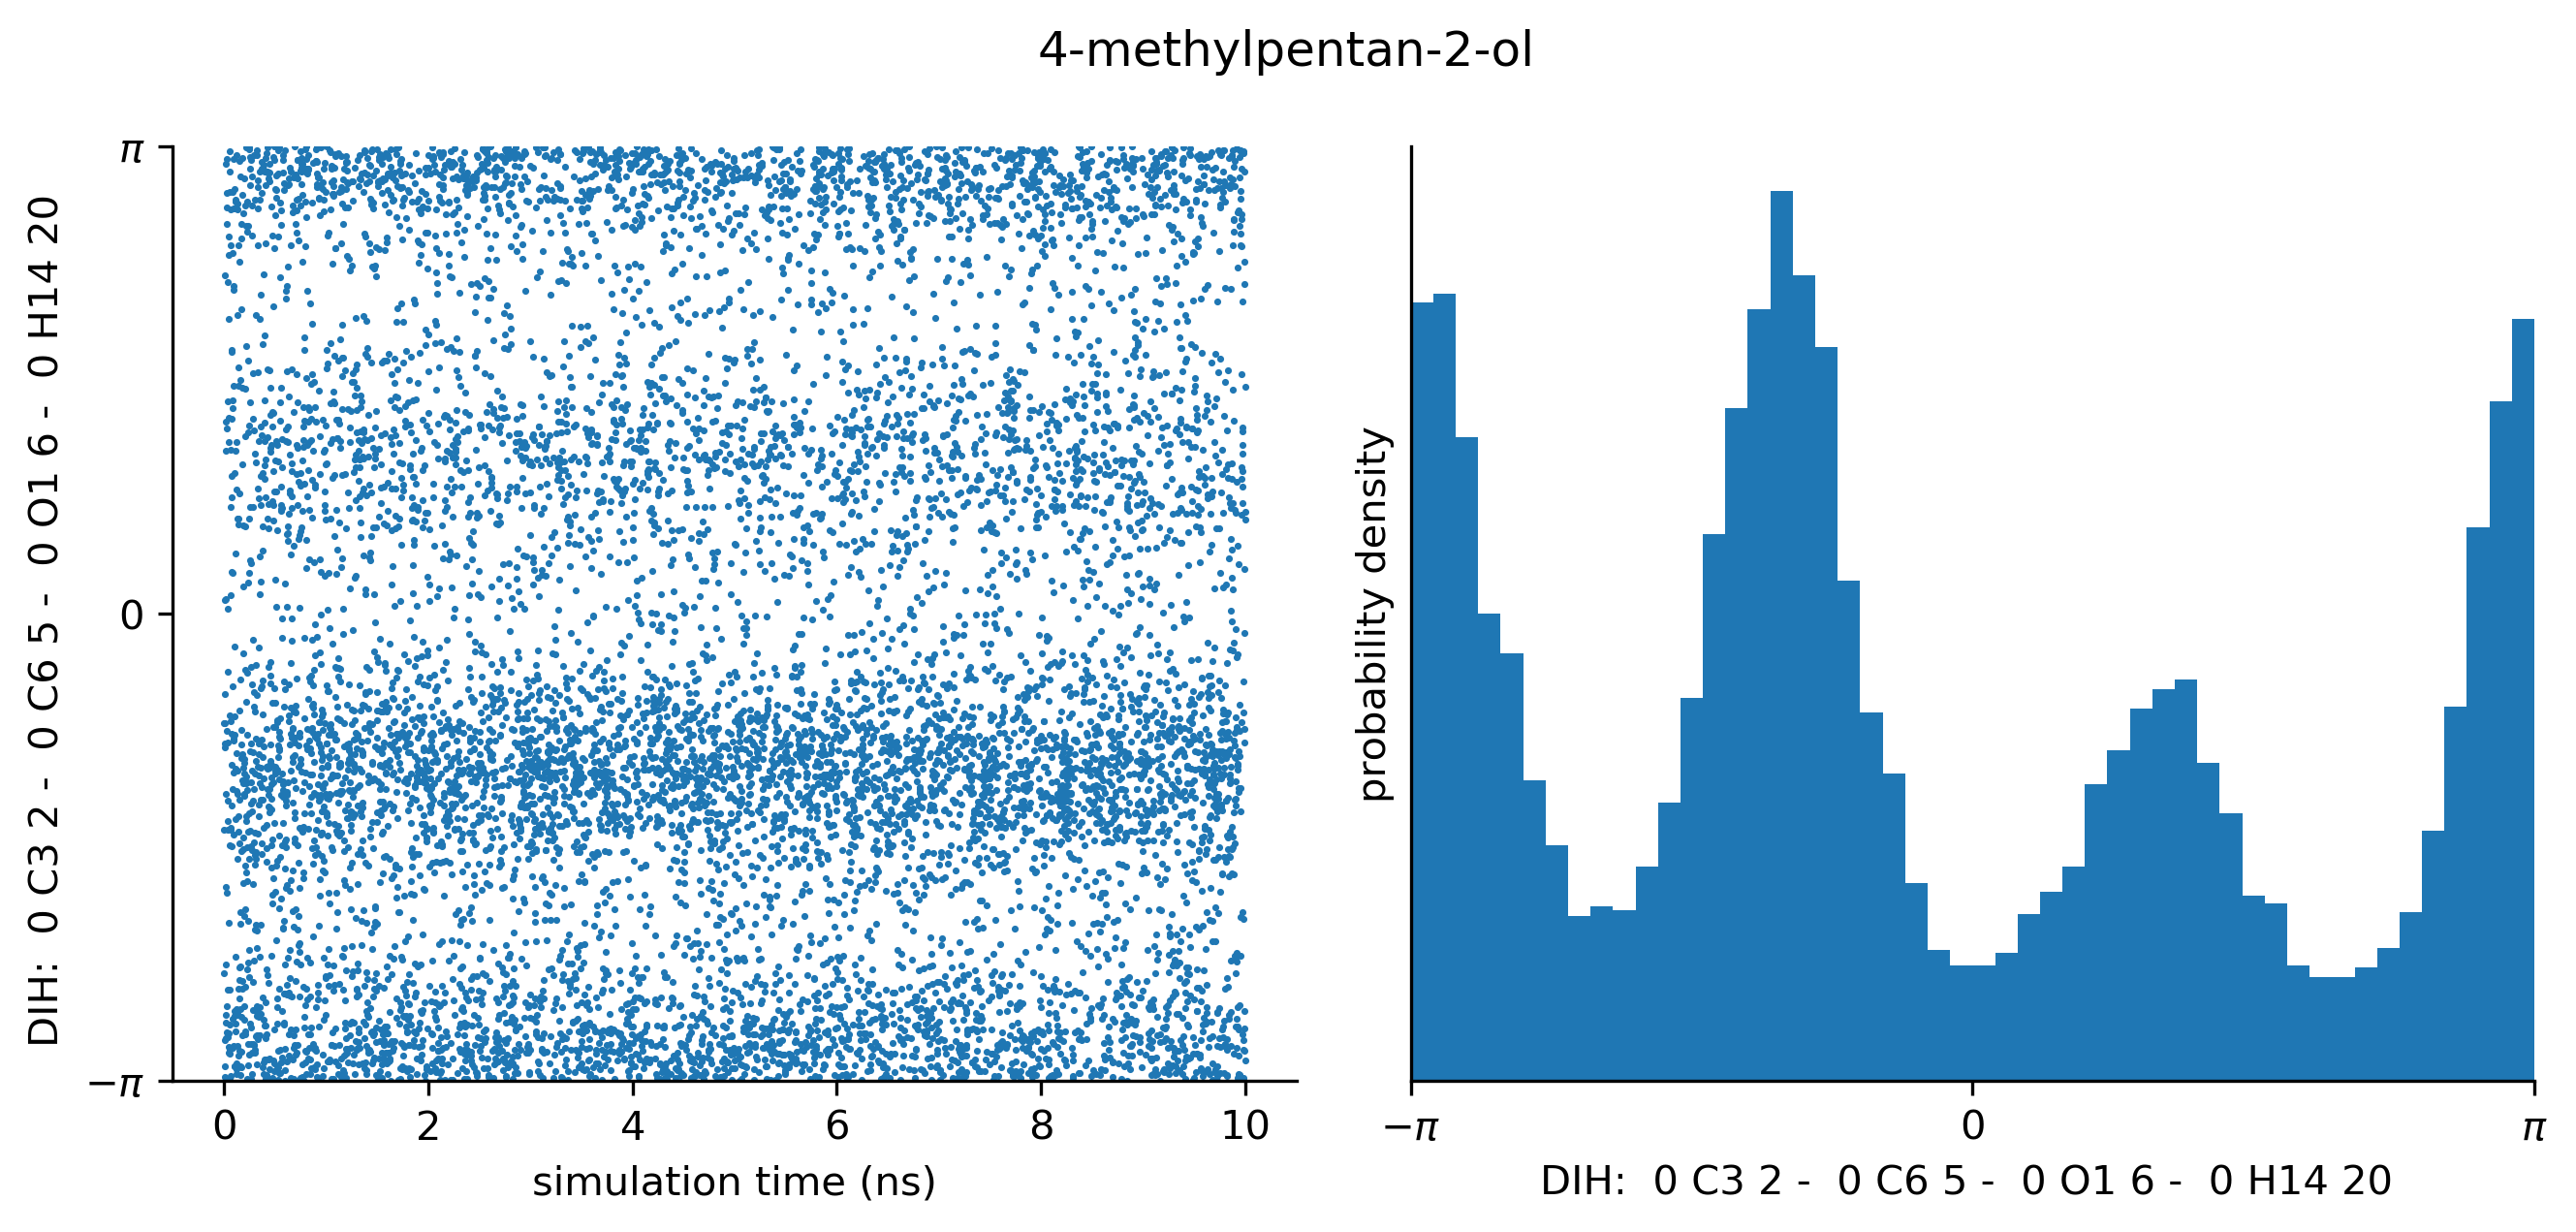 4-methylpentan-2-ol
DIH:  0 C3 2 -  0 C6 5 -  0 O1 6 -  0 H14 20
π
0
−π
0 2 4 6 8 10
simulation time (ns)
probability density
−π 0 π
DIH:  0 C3 2 -  0 C6 5 -  0 O1 6 -  0 H14 20